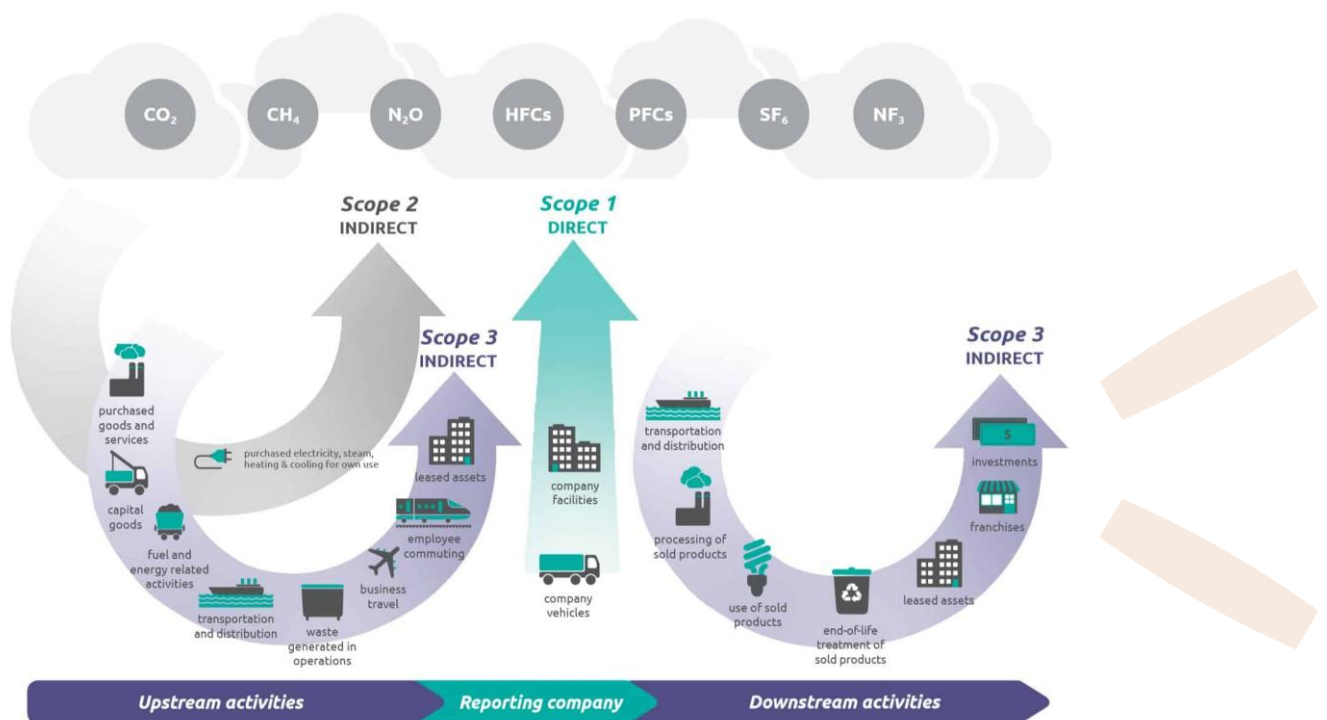 CO₂
CH₄
N₂O
HFCs
PFCs
SF₆
NF₃
Scope 2
INDIRECT
Scope 1
DIRECT
Scope 3
INDIRECT
Scope 3
INDIRECT
purchased
goods and
services
purchased electricity, steam,
heating & cooling for own use
capital
goods
fuel and
energy related
activities
transportation
and distribution
waste
generated in
operations
business
travel
employee
commuting
leased assets
company
facilities
company
vehicles
transportation
and distribution
processing of
sold products
use of sold
products
end-of-life
treatment of
sold products
leased assets
franchises
$
investments
Upstream activities
Reporting company
Downstream activities